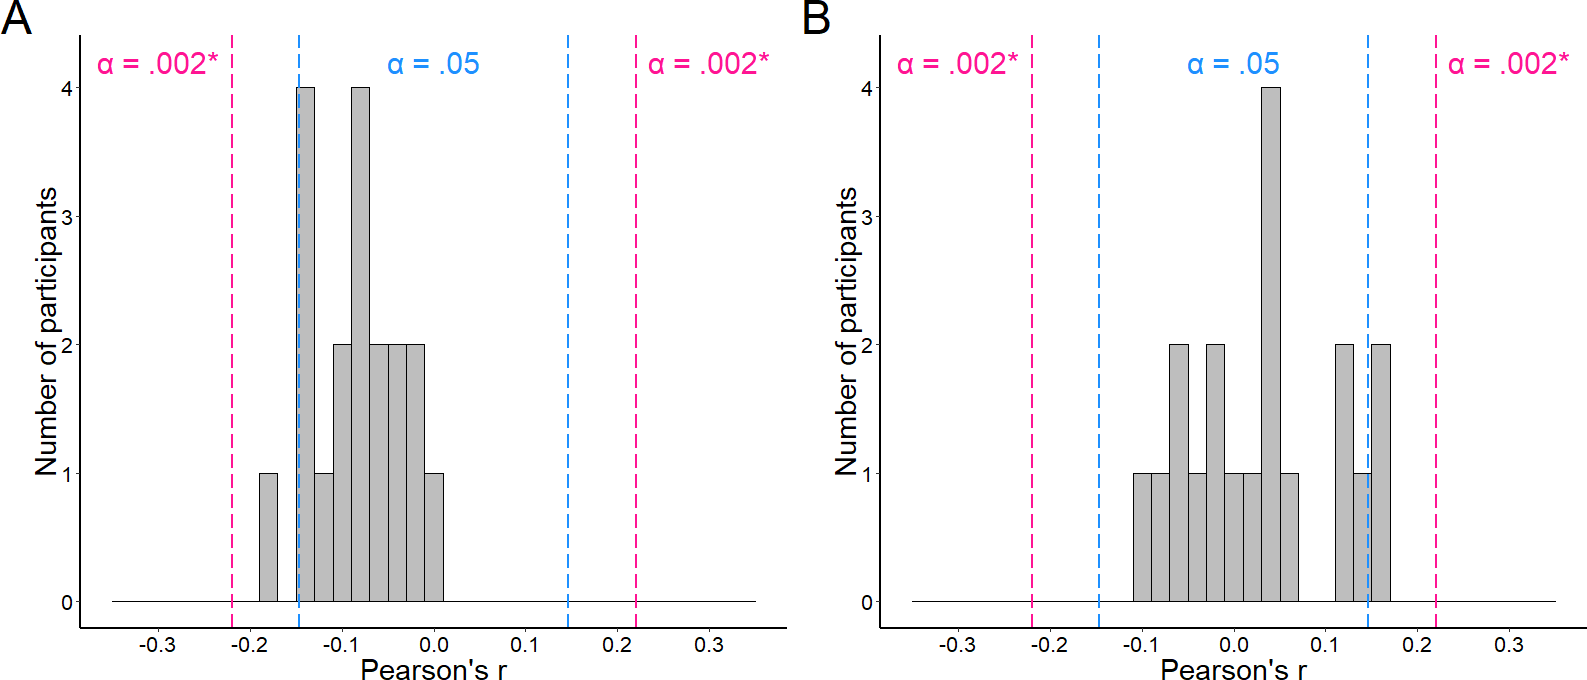 A
α = .002*
α = .05
α = .002*
Number of participants
4
3
2
1
0
-0.3
-0.2
-0.1
0.0
0.1
0.2
0.3
Pearson's r
B
α = .002*
α = .05
α = .002*
Number of participants
4
3
2
1
0
-0.3
-0.2
-0.1
0.0
0.1
0.2
0.3
Pearson's r